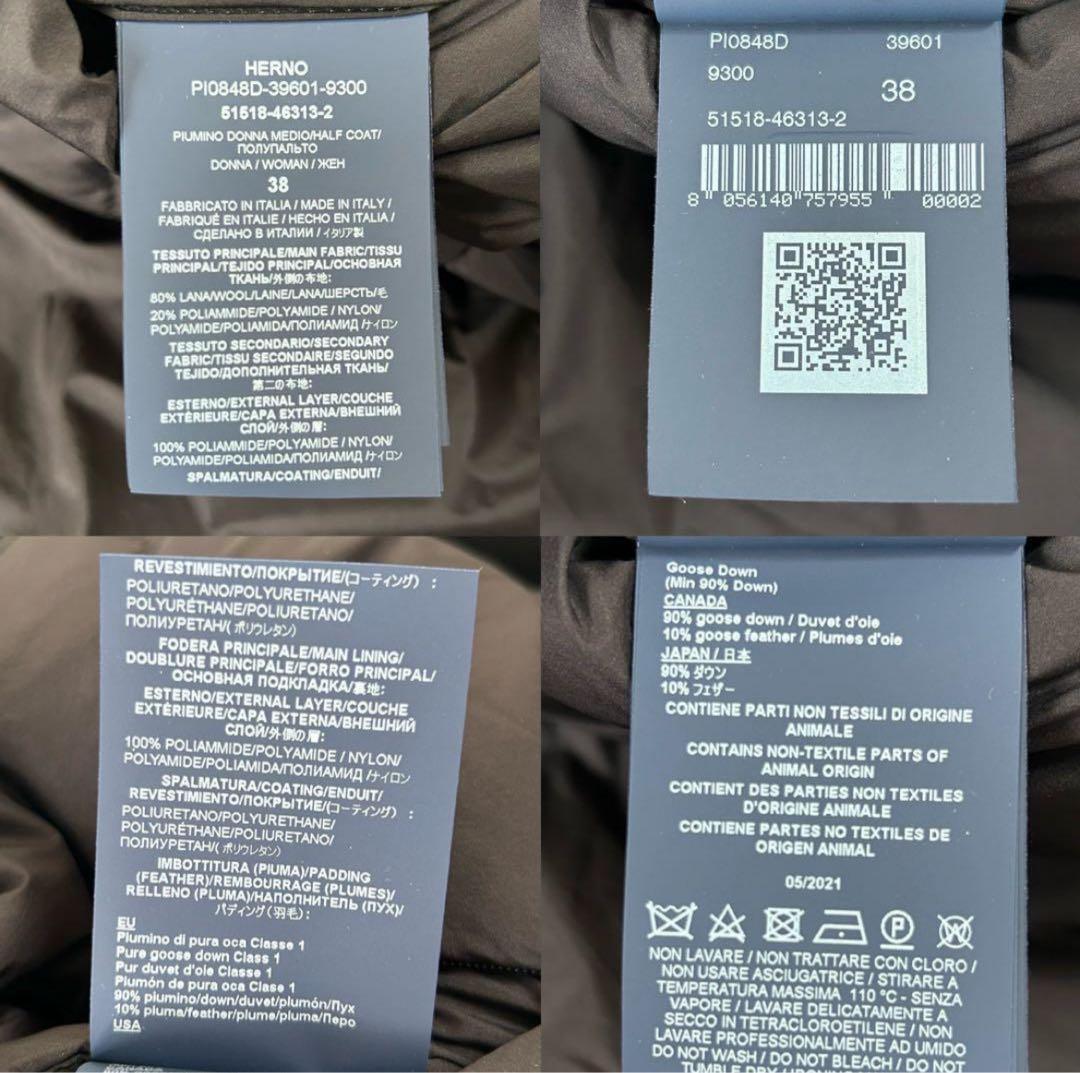 HERNO
PI0848D-39601-9300
51518-46313-2
PIUMINO DONNA MEDIO/HALF COAT/
ПОЛУПАЛЬТО
DONNA / WOMAN / ЖЕН
38
FABBRICATO IN ITALIA / MADE IN ITALY /
FABRIQUÉ EN ITALIE / HECHO EN ITALIA /
СДЕЛАНО В ИТАЛИИ / イタリア製
TESSUTO PRINCIPALE/MAIN FABRIC/TISSU
PRINCIPAL/TEJIDO PRINCIPAL/ОСНОВНАЯ
ТКАНЬ/外側の布地:
80% LANA/WOOL/LAINE/LANA/ШЕРСТЬ/毛
20% POLIAMMIDE/POLYAMIDE / NYLON/
POLYAMIDE/POLIAMIDA/ПОЛИАМИД /ナイロン
TESSUTO SECONDARIO/SECONDARY
FABRIC/TISSU SECONDAIRE/SEGUNDO
TEJIDO/ДОПОЛНИТЕЛЬНАЯ ТКАНЬ/
第二の布地:
ESTERNO/EXTERNAL LAYER/COUCHE
EXTÉRIEURE/CAPA EXTERNA/ВНЕШНИЙ
СЛОЙ/外側の層:
100% POLIAMMIDE/POLYAMIDE / NYLON/
POLYAMIDE/POLIAMIDA/ПОЛИАМИД /ナイロン
SPALMATURA/COATING/ENDUIT/
PI0848D 39601
9300
38
51518-46313-2
8 056140 757955 00002
REVESTIMIENTO/ПОКРЫТИЕ/(コーティング) :
POLIURETANO/POLYURETHANE/
POLYURÉTHANE/POLIURETANO/
ПОЛИУРЕТАН/( ポリウレタン)
FODERA PRINCIPALE/MAIN LINING/
DOUBLURE PRINCIPALE/FORRO PRINCIPAL/
ОСНОВНАЯ ПОДКЛАДКА/裏地:
ESTERNO/EXTERNAL LAYER/COUCHE
EXTÉRIEURE/CAPA EXTERNA/ВНЕШНИЙ
СЛОЙ/外側の層:
100% POLIAMMIDE/POLYAMIDE / NYLON/
POLYAMIDE/POLIAMIDA/ПОЛИАМИД /ナイロン
SPALMATURA/COATING/ENDUIT/
REVESTIMIENTO/ПОКРЫТИЕ/(コーティング) :
POLIURETANO/POLYURETHANE/
POLYURÉTHANE/POLIURETANO/
ПОЛИУРЕТАН/( ポリウレタン)
IMBOTTITURA (PIUMA)/PADDING
(FEATHER)/REMBOURRAGE (PLUMES)/
RELLENO (PLUMA)/НАПОЛНИТЕЛЬ (ПУХ)/
パディング (羽毛) :
EU
Piumino di pura oca Classe 1
Pure goose down Class 1
Pur duvet d'oie Classe 1
Plumón de pura oca Clase 1
90% piumino/down/duvet/plumón/Пух
10% piuma/feather/plume/pluma/Перо
USA
Goose Down
(Min 90% Down)
CANADA
90% goose down / Duvet d'oie
10% goose feather / Plumes d'oie
JAPAN / 日本
90% ダウン
10% フェザー
CONTIENE PARTI NON TESSILI DI ORIGINE
ANIMALE
CONTAINS NON-TEXTILE PARTS OF
ANIMAL ORIGIN
CONTIENT DES PARTIES NON TEXTILES
D'ORIGINE ANIMALE
CONTIENE PARTES NO TEXTILES DE
ORIGEN ANIMAL
05/2021
P
W
NON LAVARE / NON TRATTARE CON CLORO /
NON USARE ASCIUGATRICE / STIRARE A
TEMPERATURA MASSIMA 110 °C - SENZA
VAPORE / LAVARE DELICATAMENTE A
SECCO IN TETRACLOROETILENE / NON
LAVARE PROFESSIONALMENTE AD UMIDO
DO NOT WASH / DO NOT BLEACH / DO NOT